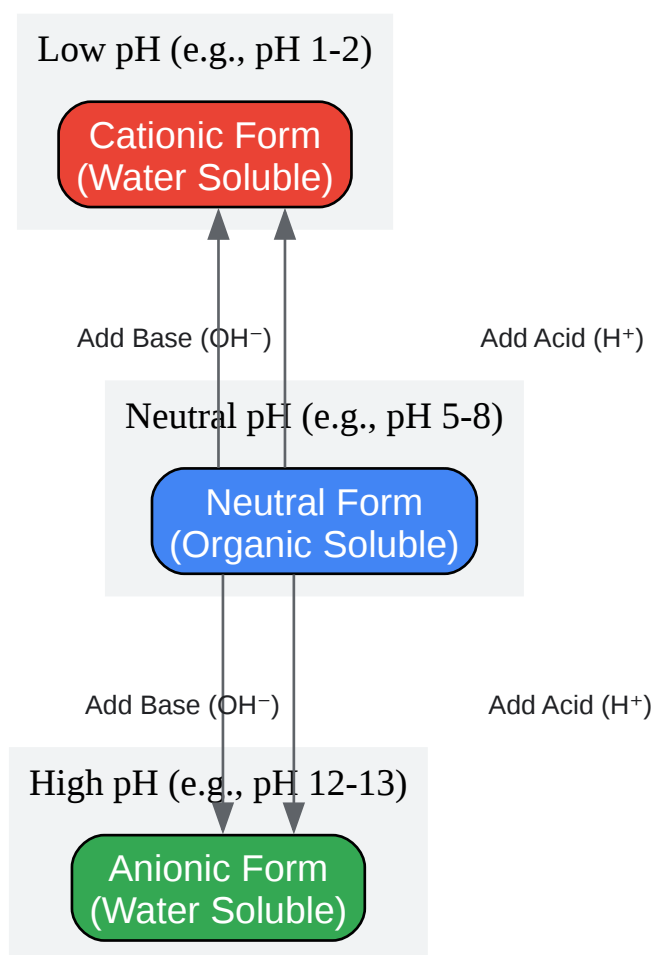 Low pH (e.g., pH 1-2)
Cationic Form
(Water Soluble)
Add Base (OH⁻)
Add Acid (H⁺)
Neutral pH (e.g., pH 5-8)
Neutral Form
(Organic Soluble)
Add Base (OH⁻)
Add Acid (H⁺)
High pH (e.g., pH 12-13)
Anionic Form
(Water Soluble)